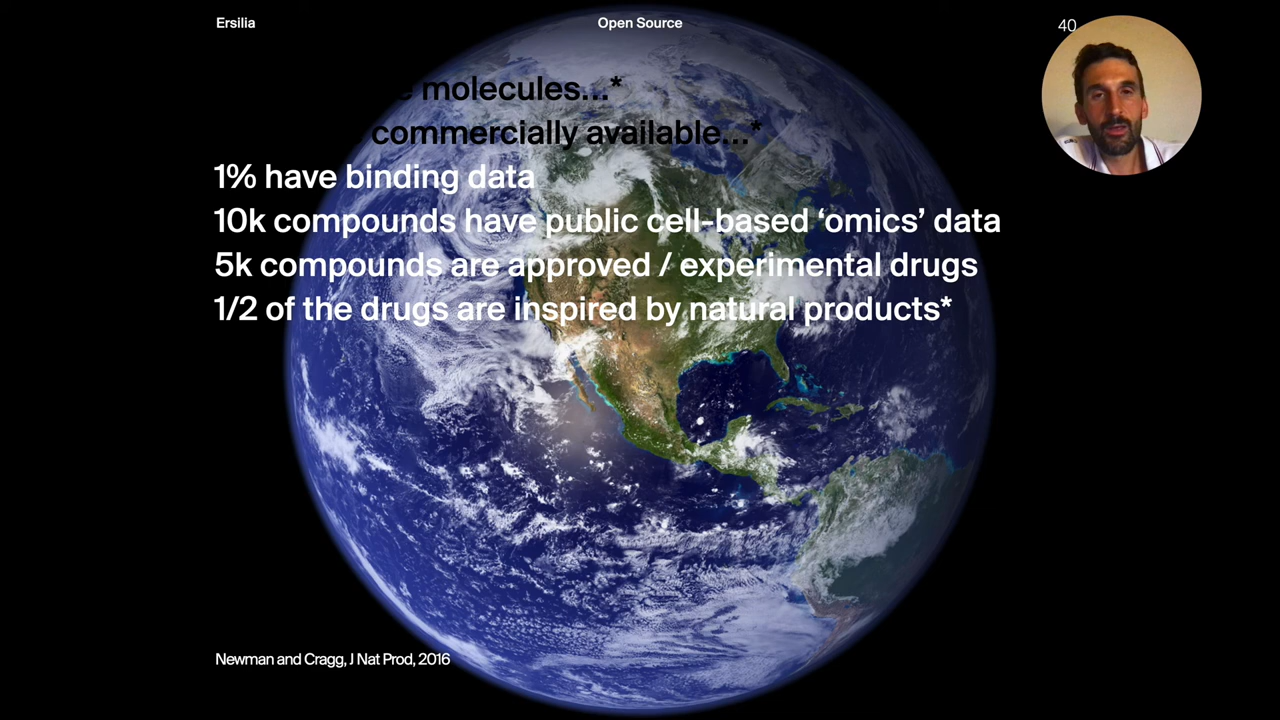 Ersilia
Open Source
40
molecules...*
commercially available...*
1% have binding data
10k compounds have public cell-based ‘omics’ data
5k compounds are approved / experimental drugs
1/2 of the drugs are inspired by natural products*
Newman and Cragg, J Nat Prod, 2016